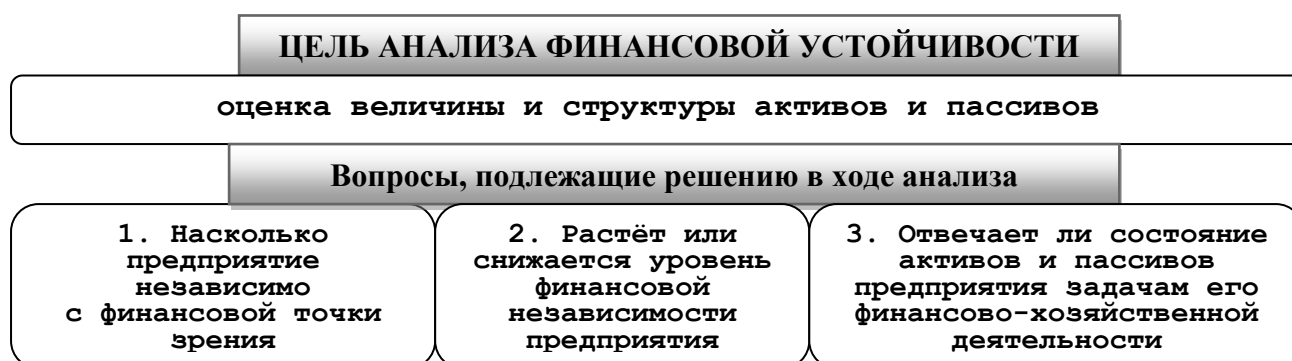 ЦЕЛЬ АНАЛИЗА ФИНАНСОВОЙ УСТОЙЧИВОСТИ
оценка величины и структуры активов и пассивов
Вопросы, подлежащие решению в ходе анализа
1. Насколько
предприятие
независимо
с финансовой точки
зрения
2. Растёт или
снижается уровень
финансовой
независимости
предприятия
3. Отвечает ли состояние
активов и пассивов
предприятия задачам его
финансово-хозяйственной
деятельности